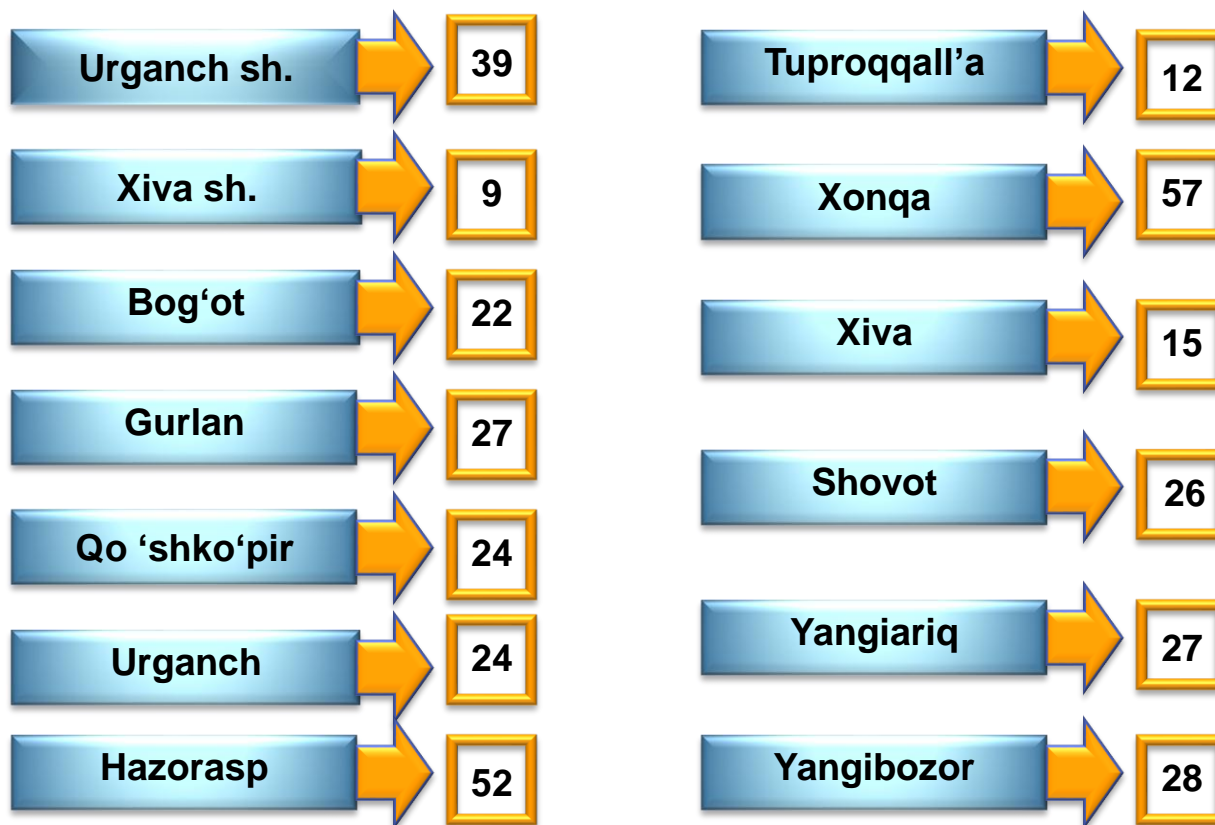 Urganch sh.
39
Xiva sh.
9
Bog‘ot
22
Gurlan
27
Qo ‘shko‘pir
24
Urganch
24
Hazorasp
52
Tuproqqall’a
12
Xonqa
57
Xiva
15
Shovot
26
Yangiariq
27
Yangibozor
28